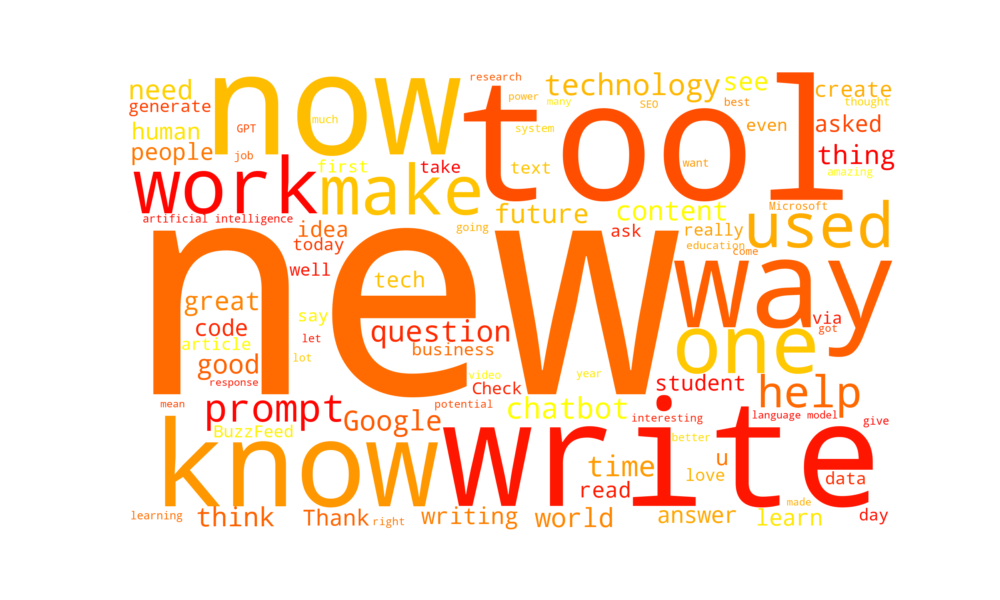 research
need now technology see create
power many SEO best thought
generate tool
human GPT much system even asked
people job first take text want thing
work make amazing
artificial intelligence idea going future content Microsoft used
today ask really education come
new way
well tech
great say
code question via got
article let business one
good lot
response video year
Check student help
mean prompt potential chatbot interesting language model
Google give
BuzzFeed better
know write time u love data
read
made
learning think Thank right writing world answer learn day